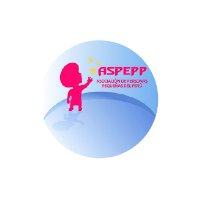 ASPEPP
ASOCIACIÓN DE PERSONAS
PEQUEÑAS DEL PERÚ